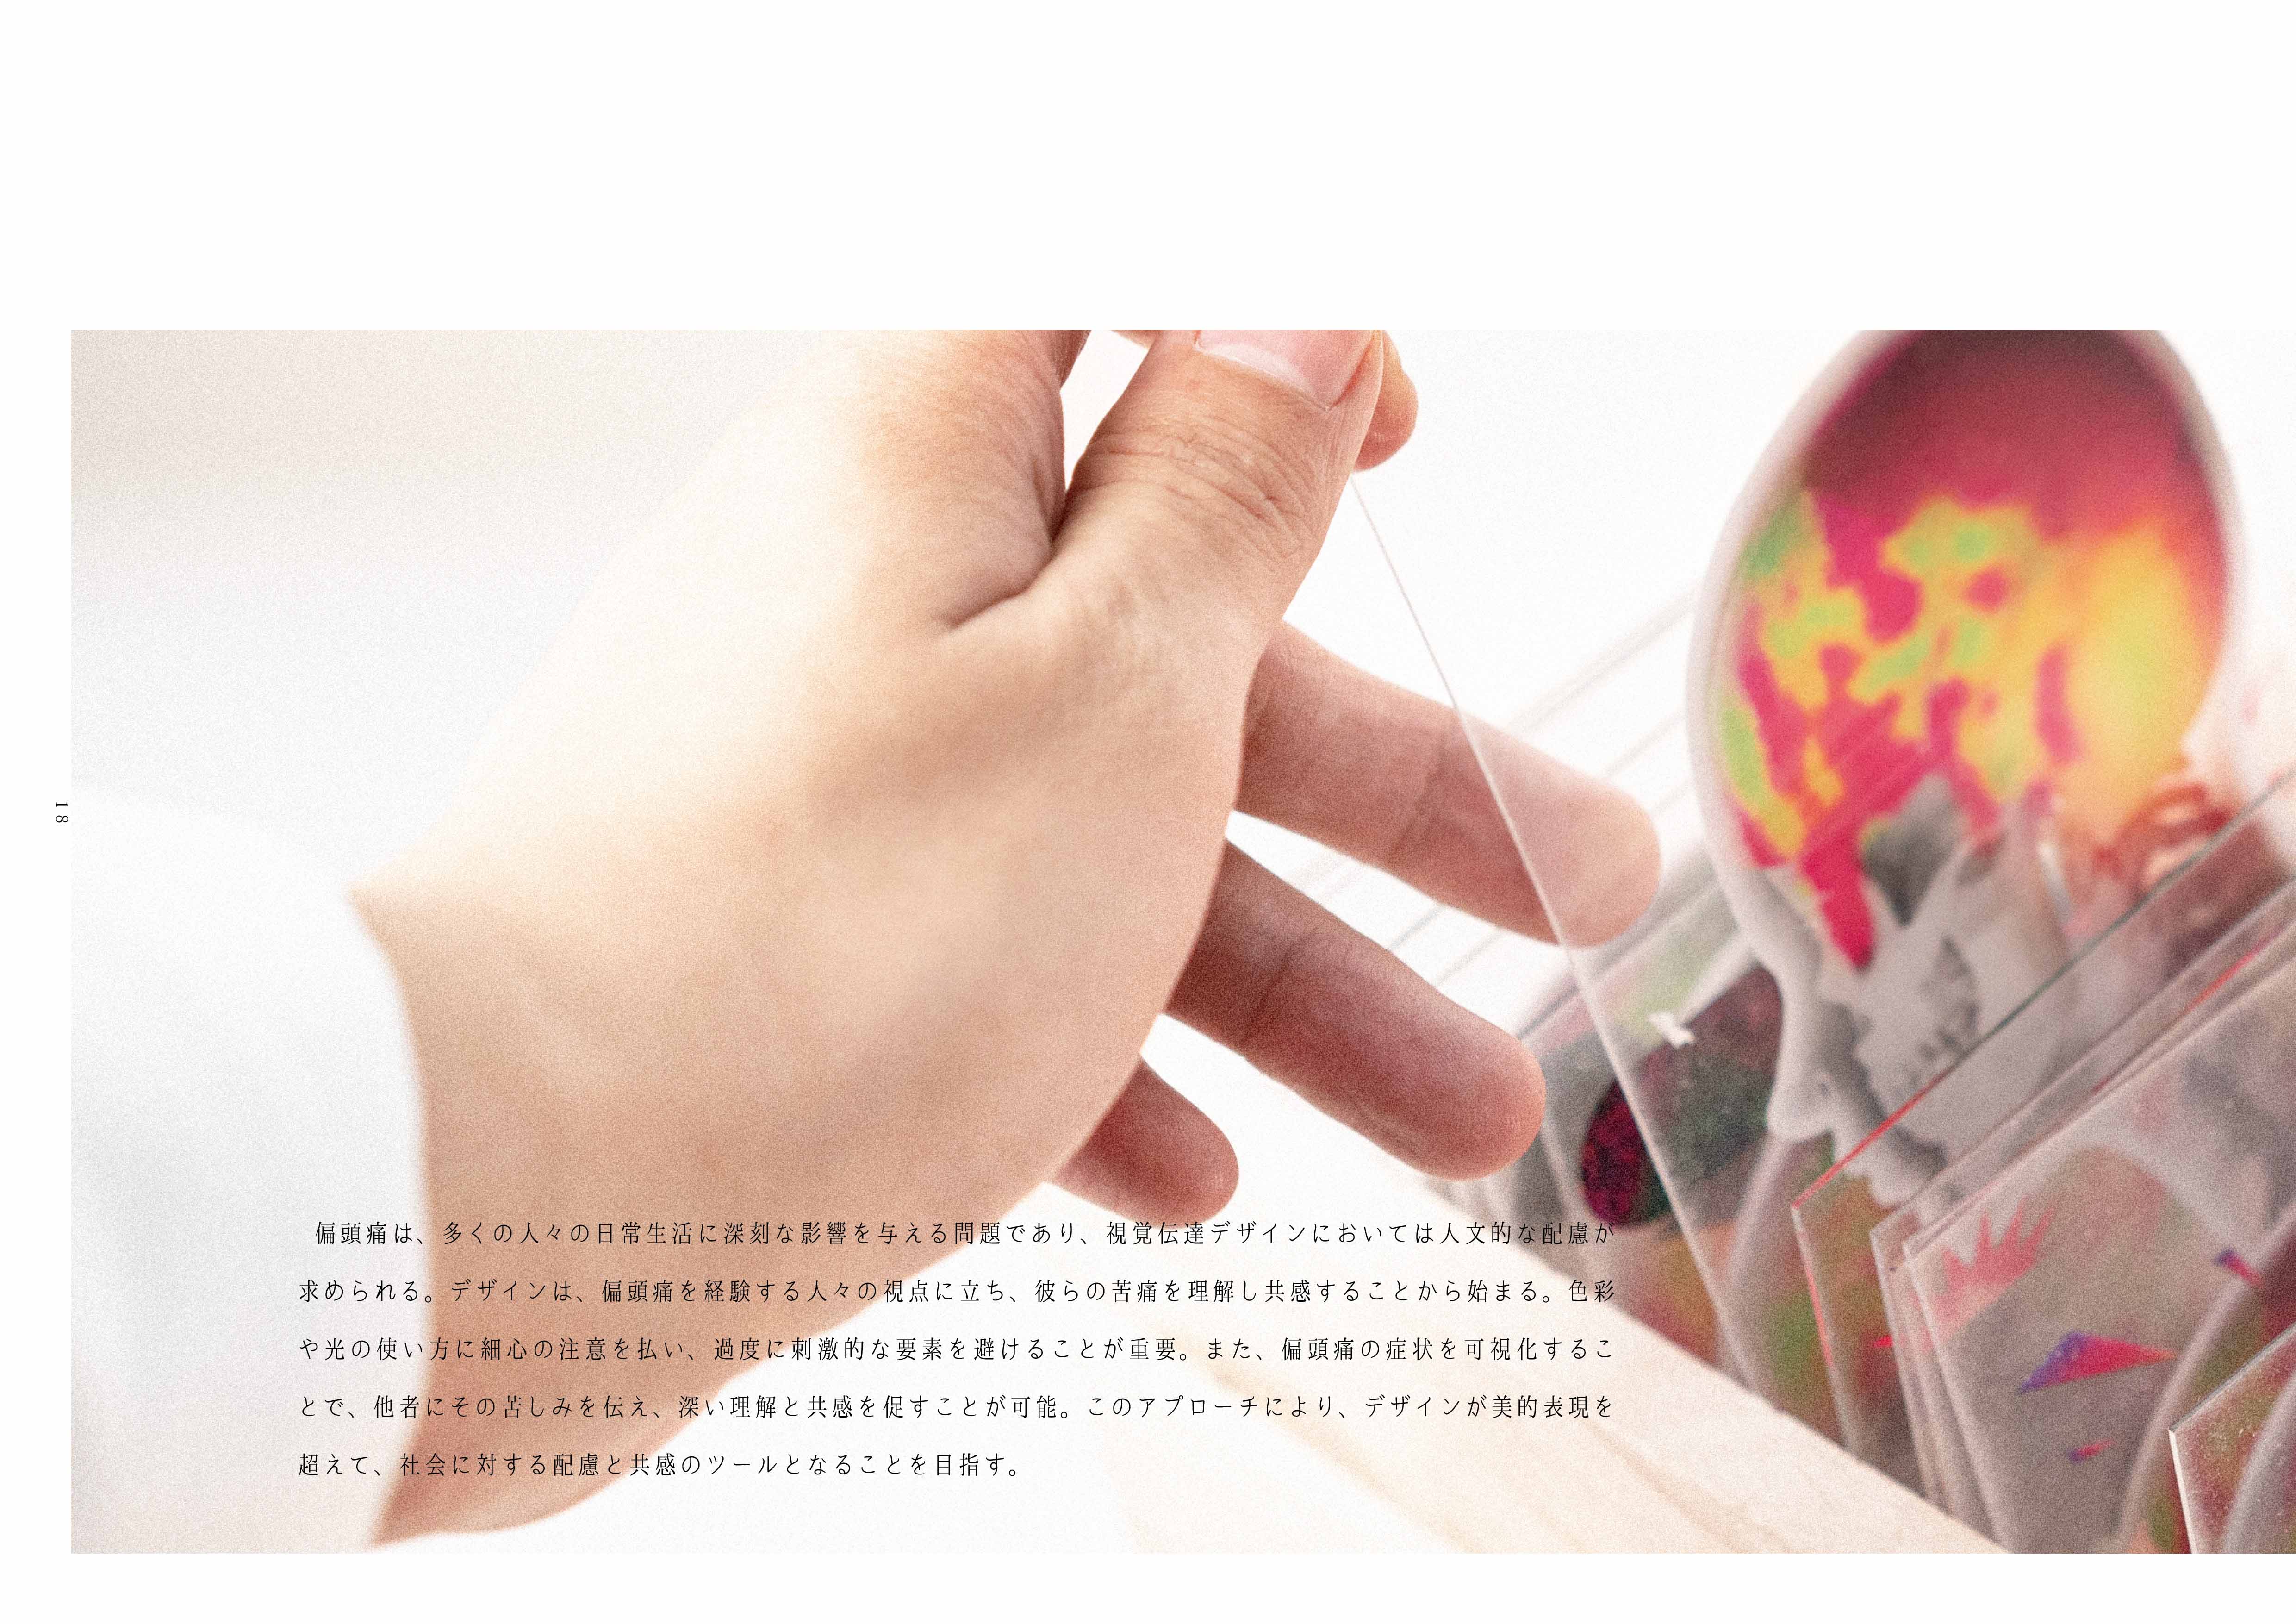 18
偏頭痛は、多くの人々の日常生活に深刻な影響を与える問題であり、視覚伝達デザインにおいては人文的な配慮が
求められる。デザインは、偏頭痛を経験する人々の視点に立ち、彼らの苦痛を理解し共感することから始まる。色彩
や光の使い方に細心の注意を払い、過度に刺激的な要素を避けることが重要。また、偏頭痛の症状を可視化するこ
とで、他者にその苦しみを伝え、深い理解と共感を促すことが可能。このアプローチにより、デザインが美的表現を
超えて、社会に対する配慮と共感のツールとなることを目指す。